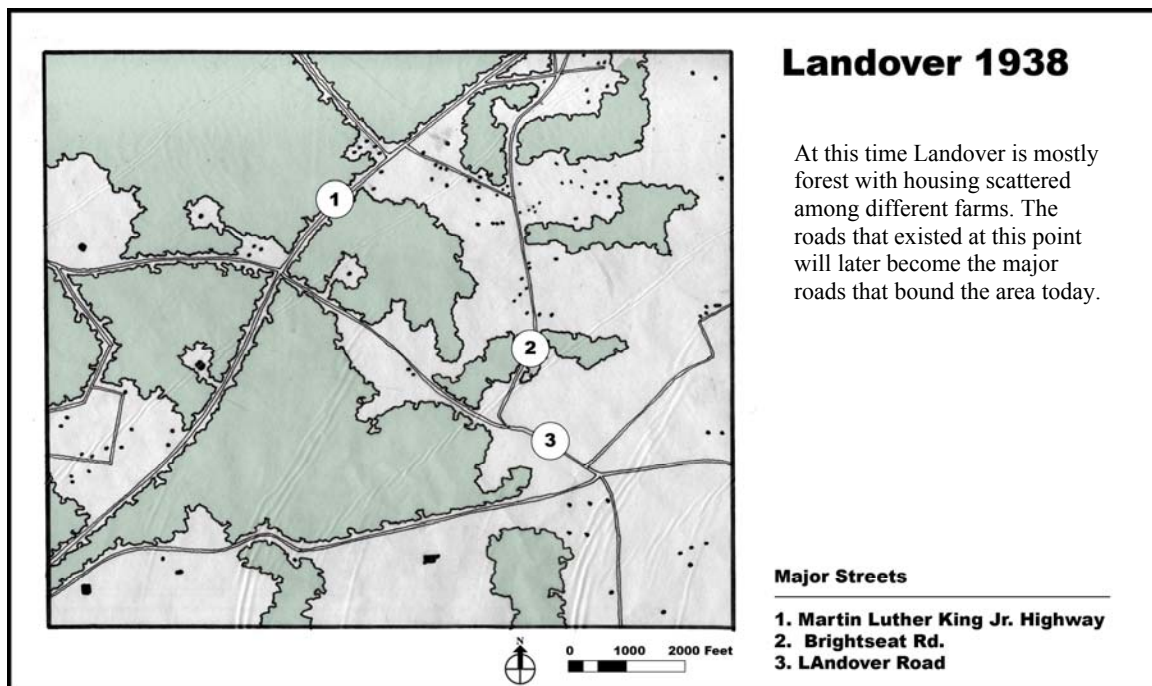 Landover 1938
At this time Landover is mostly
forest with housing scattered
among different farms. The
roads that existed at this point
will later become the major
roads that bound the area today.
1
2
3
Major Streets
1. Martin Luther King Jr. Highway
2. Brightseat Rd.
3. LAndover Road
N
0 1000 2000 Feet